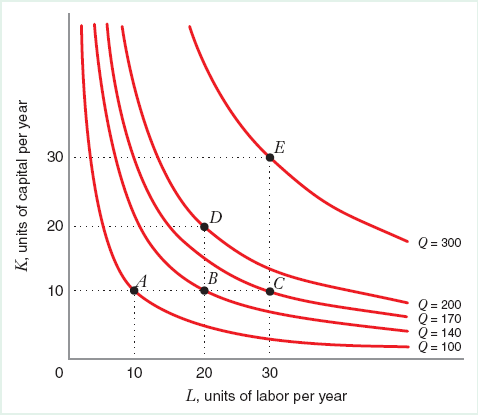 K, units of capital per year
30
20
10
0
10
20
30
L, units of labor per year
A
B
C
D
E
Q = 300
Q = 200
Q = 170
Q = 140
Q = 100